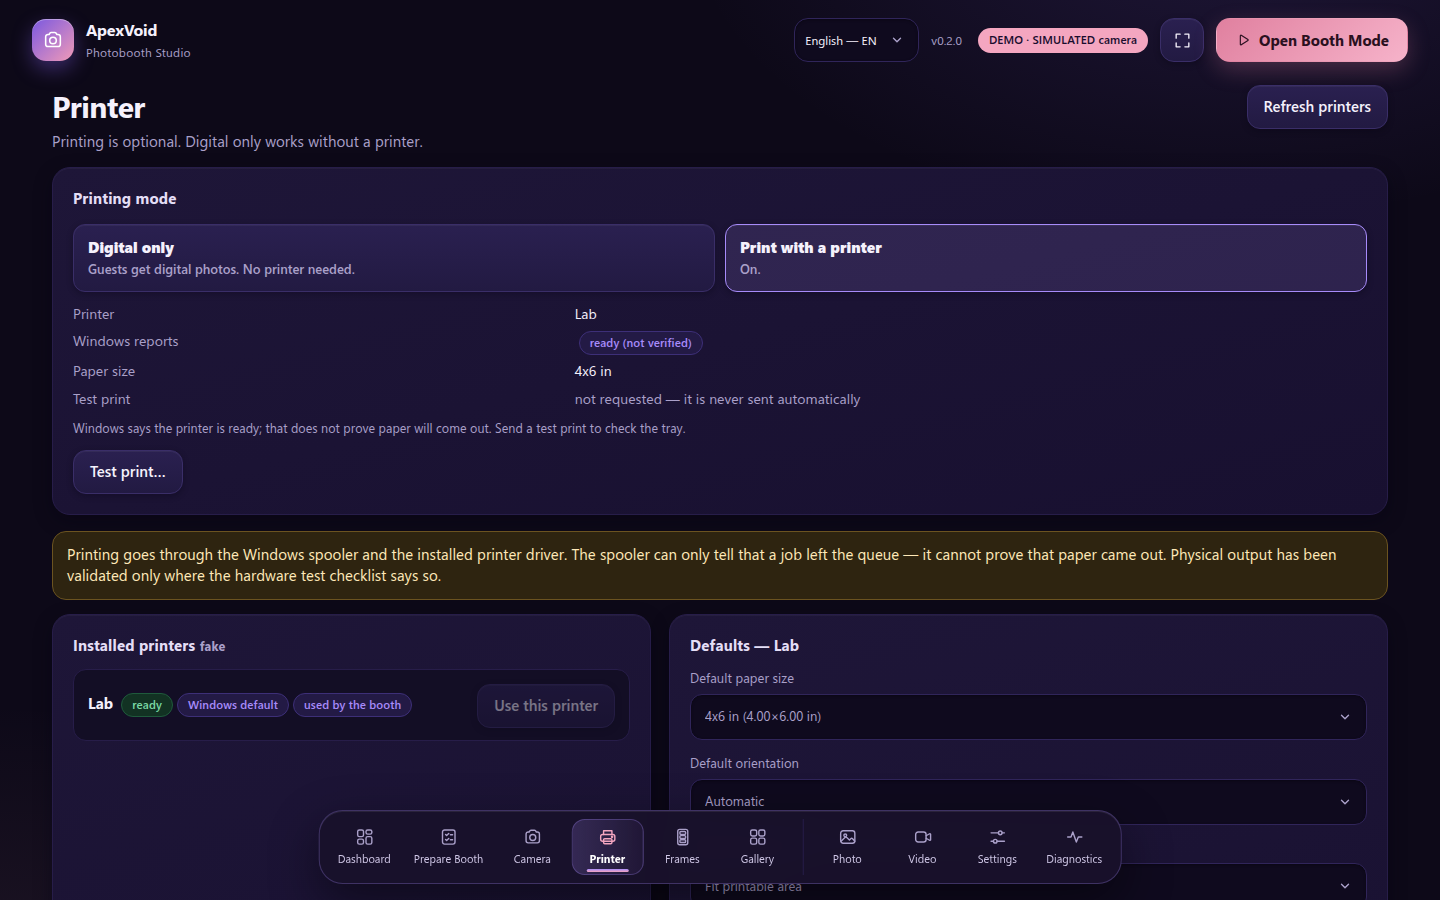 ApexVoid
Photobooth Studio
English — EN
v0.2.0
DEMO · SIMULATED camera
Open Booth Mode
Printer
Printing is optional. Digital only works without a printer.
Refresh printers
Printing mode
Digital only
Guests get digital photos. No printer needed.
Print with a printer
On.
Printer
Lab
Windows reports
ready (not verified)
Paper size
4x6 in
Test print
not requested — it is never sent automatically
Windows says the printer is ready; that does not prove paper will come out. Send a test print to check the tray.
Test print...
Printing goes through the Windows spooler and the installed printer driver. The spooler can only tell that a job left the queue — it cannot prove that paper came out. Physical output has been
validated only where the hardware test checklist says so.
Installed printers fake
Lab
ready
Windows default
used by the booth
Use this printer
Defaults — Lab
Default paper size
4x6 in (4.00×6.00 in)
Default orientation
Automatic
Fit printable area
Dashboard
Prepare Booth
Camera
Printer
Frames
Gallery
Photo
Video
Settings
Diagnostics